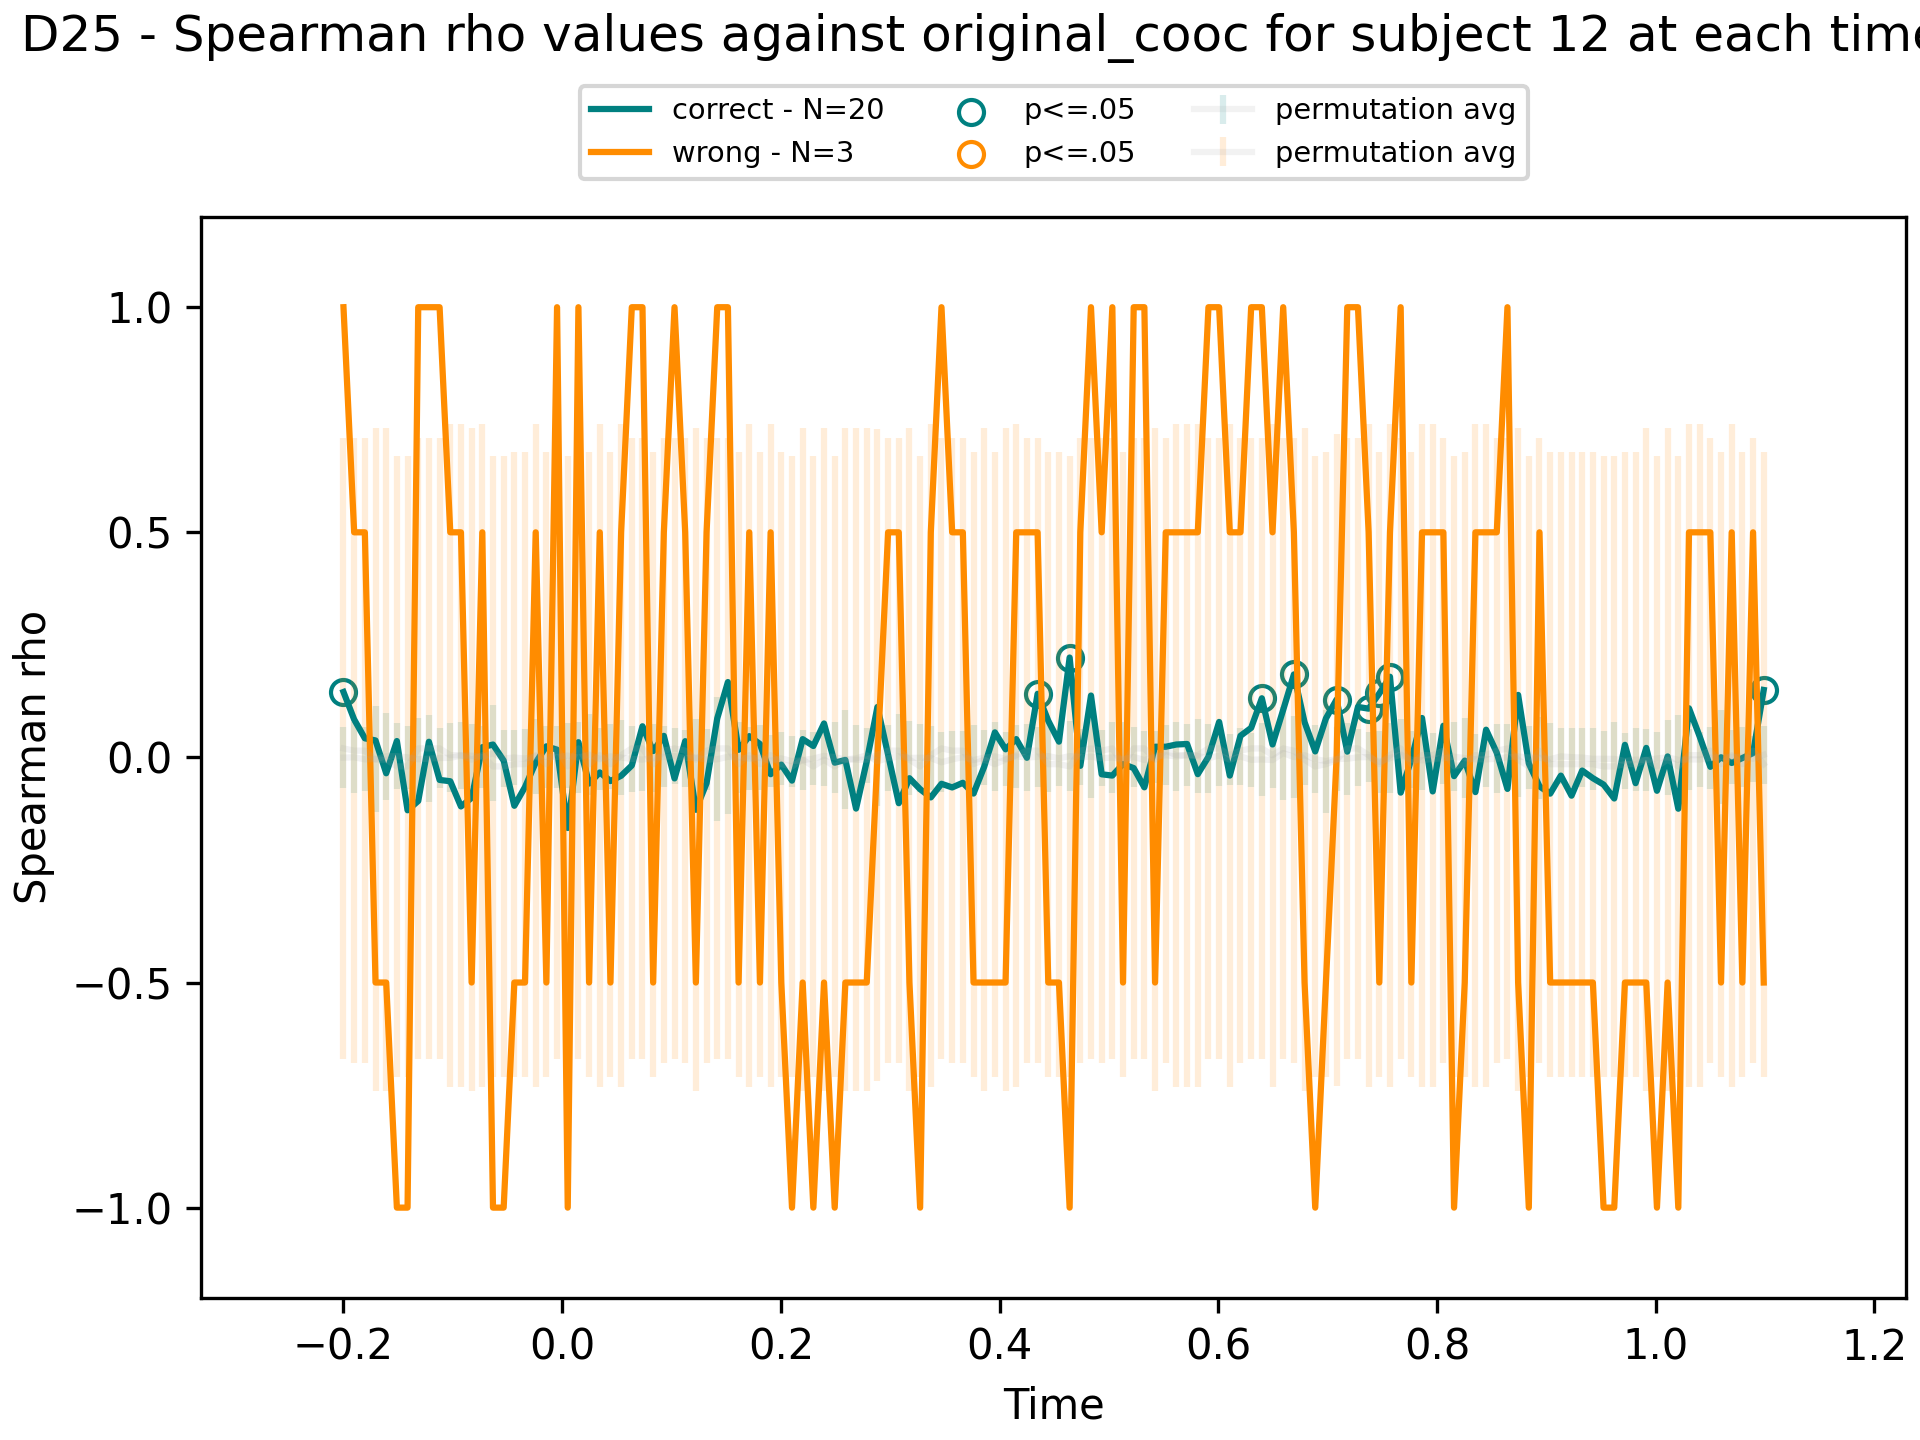 D25 - Spearman rho values against original_cooc for subject 12 at each time
correct - N=20
wrong - N=3
p<=.05
p<=.05
permutation avg
permutation avg
1.0
0.5
0.0
−0.5
−1.0
Spearman rho
−0.2 0.0 0.2 0.4 0.6 0.8 1.0 1.2
Time